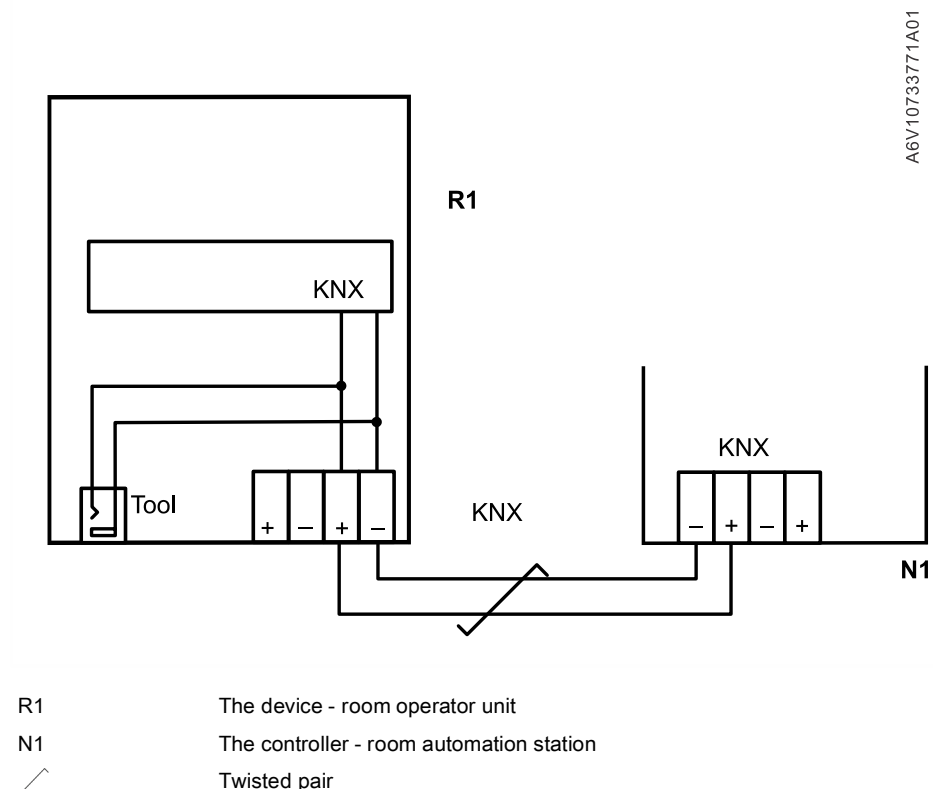 A6V10733771A01
R1
KNX
KNX
Tool
KNX
+ – + –
– + – +
N1
R1 The device - room operator unit
N1 The controller - room automation station
Twisted pair